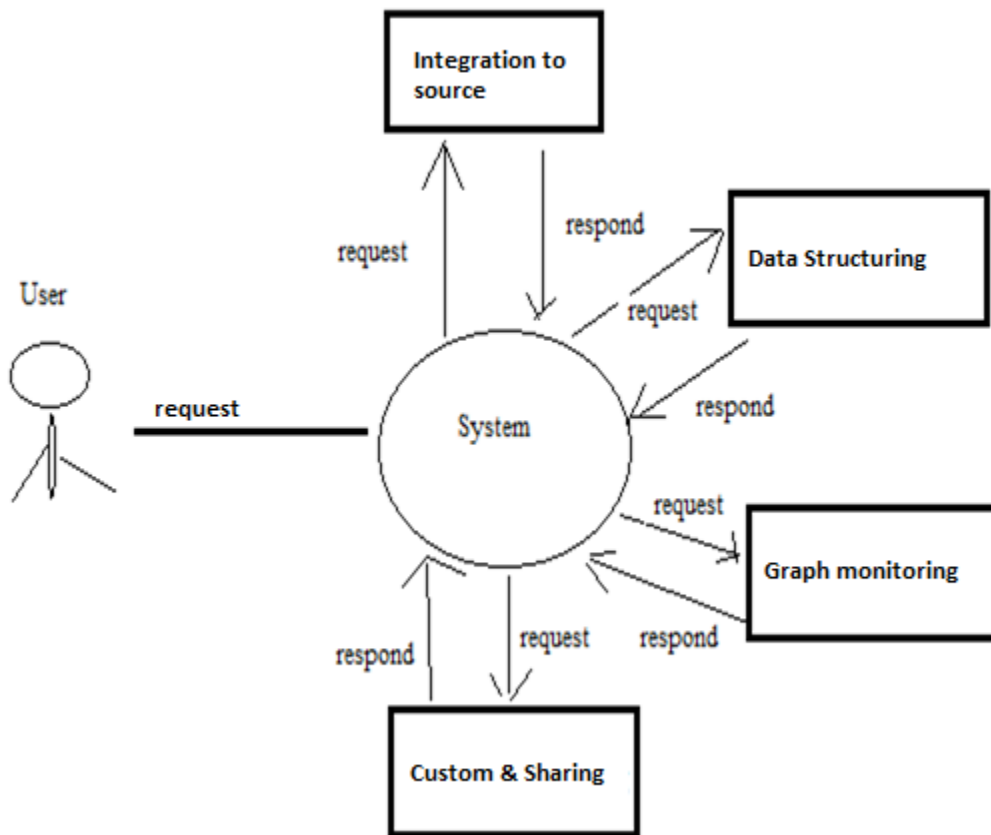 Integration to
source
respond
request
Data Structuring
request
User
request
respond
System
request
Graph monitoring
request
respond
respond
Custom & Sharing